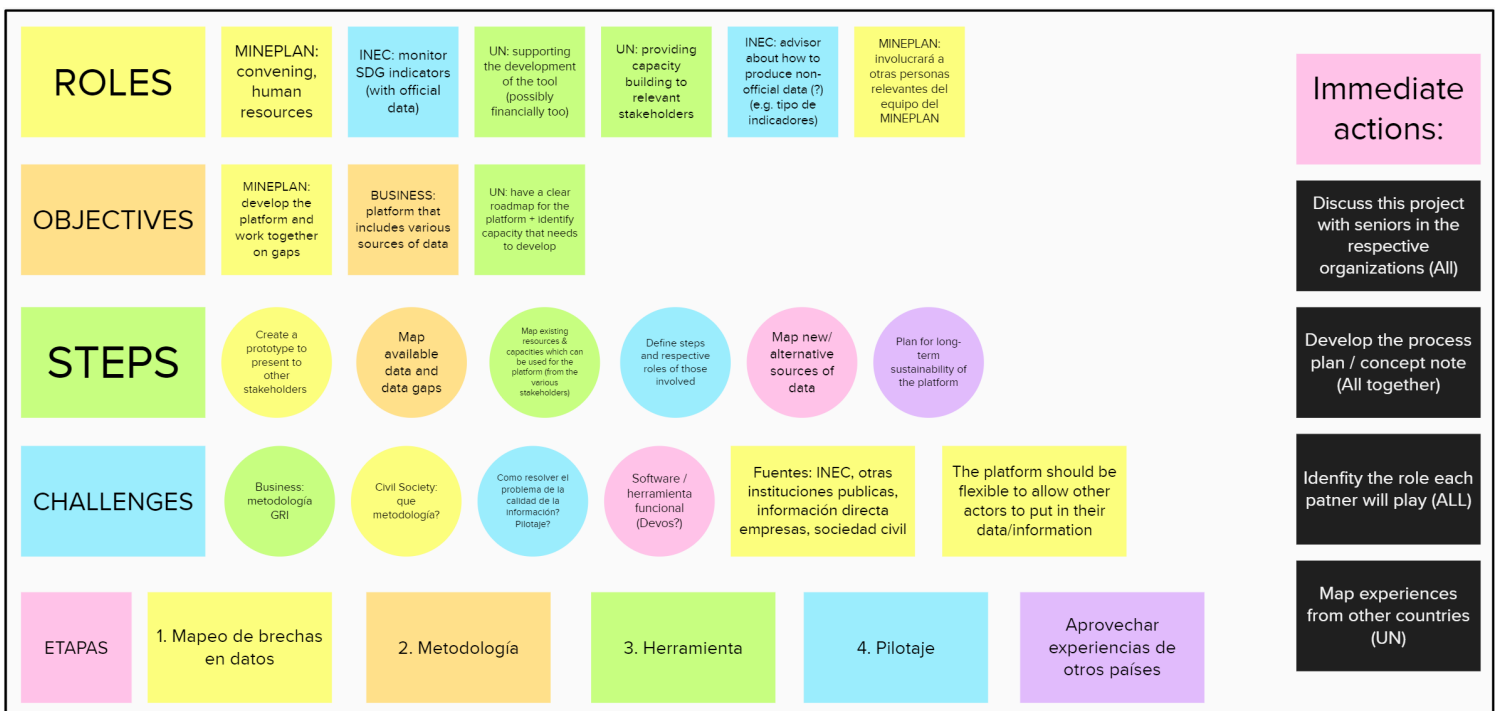 ROLES
MINEPLAN:
convening,
human
resources
INEC: monitor
SDG indicators
(with official
data)
UN: supporting
the development
of the tool
(possibly
financially too)
UN: providing
capacity
building to
relevant
stakeholders
INEC: advisor
about how to
produce non-
official data (?)
(e.g. tipo de
indicadores)
MINEPLAN:
involucrará a
otras personas
relevantes del
equipo del
MINEPLAN
OBJECTIVES
MINEPLAN:
develop the
platform and
work together
on gaps
BUSINESS:
platform that
includes various
sources of data
UN: have a clear
roadmap for the
platform + identify
capacity that needs
to develop
STEPS
Create a
prototype to
present to
other
stakeholders
Map
available
data and
data gaps
Map existing
resources &
capacities which can
be used for the
platform (from the
various
stakeholders)
Define steps
and respective
roles of those
involved
Map new/
alternative
sources of
data
Plan for long-
term
sustainability of
the platform
CHALLENGES
Business:
metodología
GRI
Civil Society:
que
metodología?
Como resolver el
problema de la
calidad de la
información?
Pilotaje?
Software /
herramienta
funcional
(Devos?)
Fuentes: INEC, otras
instituciones publicas,
información directa
empresas, sociedad civil
The platform should be
flexible to allow other
actors to put in their
data/information
ETAPAS
1. Mapeo de brechas
en datos
2. Metodología
3. Herramienta
4. Pilotaje
Aprovechar
experiencias de
otros países
Immediate
actions:
Discuss this project
with seniors in the
respective
organizations (All)
Develop the process
plan / concept note
(All together)
Idenfity the role each
patner will play (ALL)
Map experiences
from other countries
(UN)